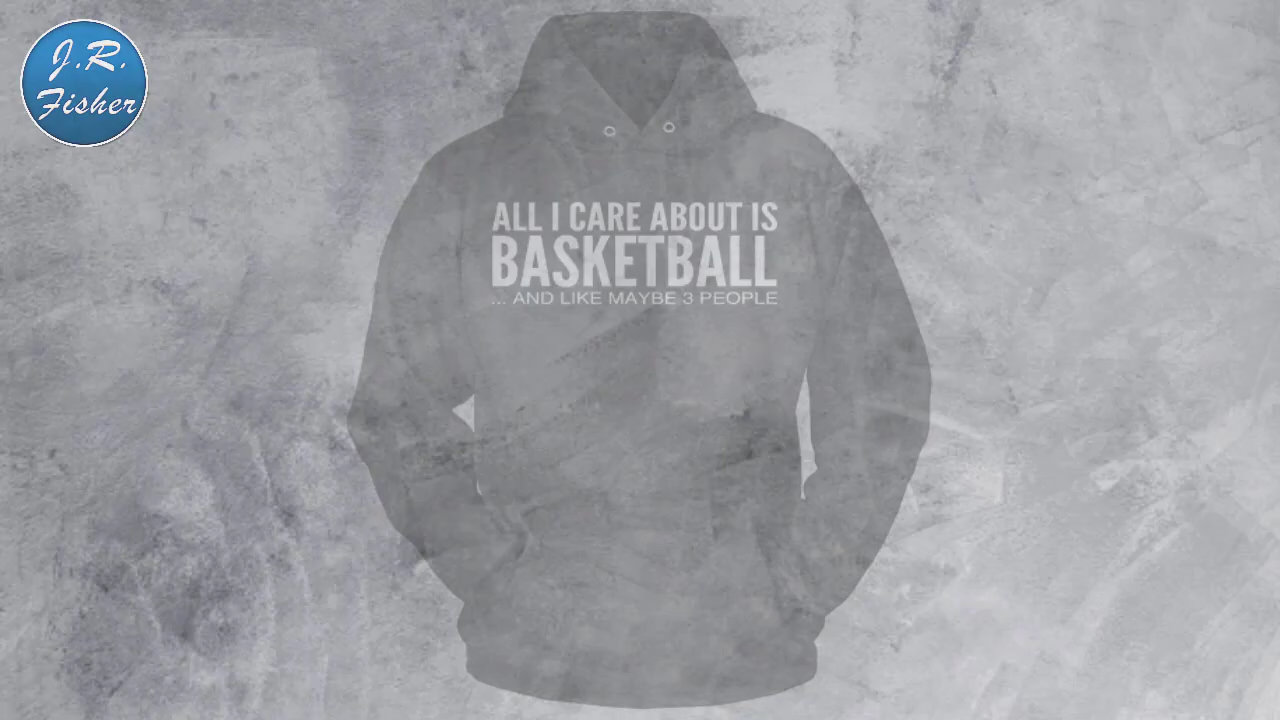 J.R.
Fisher
ALL I CARE ABOUT IS
BASKETBALL
... AND LIKE MAYBE 3 PEOPLE